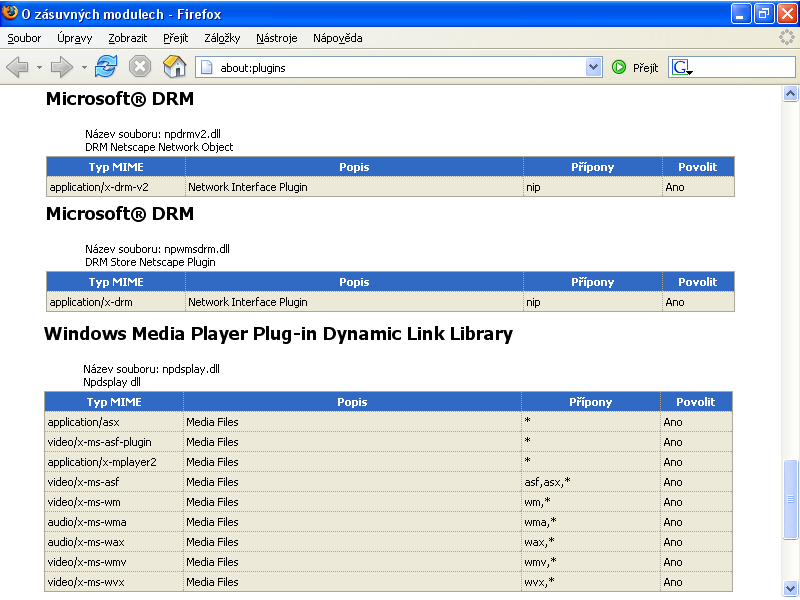 O zásuvných modulech - Firefox
Soubor Úpravy Zobrazit Přejít Záložky Nástroje Nápověda
about:plugins Přejít G
Microsoft® DRM
Název souboru: npdrmv2.dll
DRM Netscape Network Object
Typ MIME Popis Přípony Povolit
application/x-drm-v2 Network Interface Plugin nip Ano
Microsoft® DRM
Název souboru: npwmsdrm.dll
DRM Store Netscape Plugin
Typ MIME Popis Přípony Povolit
application/x-drm Network Interface Plugin nip Ano
Windows Media Player Plug-in Dynamic Link Library
Název souboru: npdsplay.dll
Npdsplay dll
Typ MIME Popis Přípony Povolit
application/asx Media Files * Ano
video/x-ms-asf-plugin Media Files * Ano
application/x-mplayer2 Media Files * Ano
video/x-ms-asf Media Files asf,asx,* Ano
video/x-ms-wm Media Files wm,* Ano
audio/x-ms-wma Media Files wma,* Ano
audio/x-ms-wax Media Files wax,* Ano
video/x-ms-wmv Media Files wmv,* Ano
video/x-ms-wvx Media Files wvx,* Ano